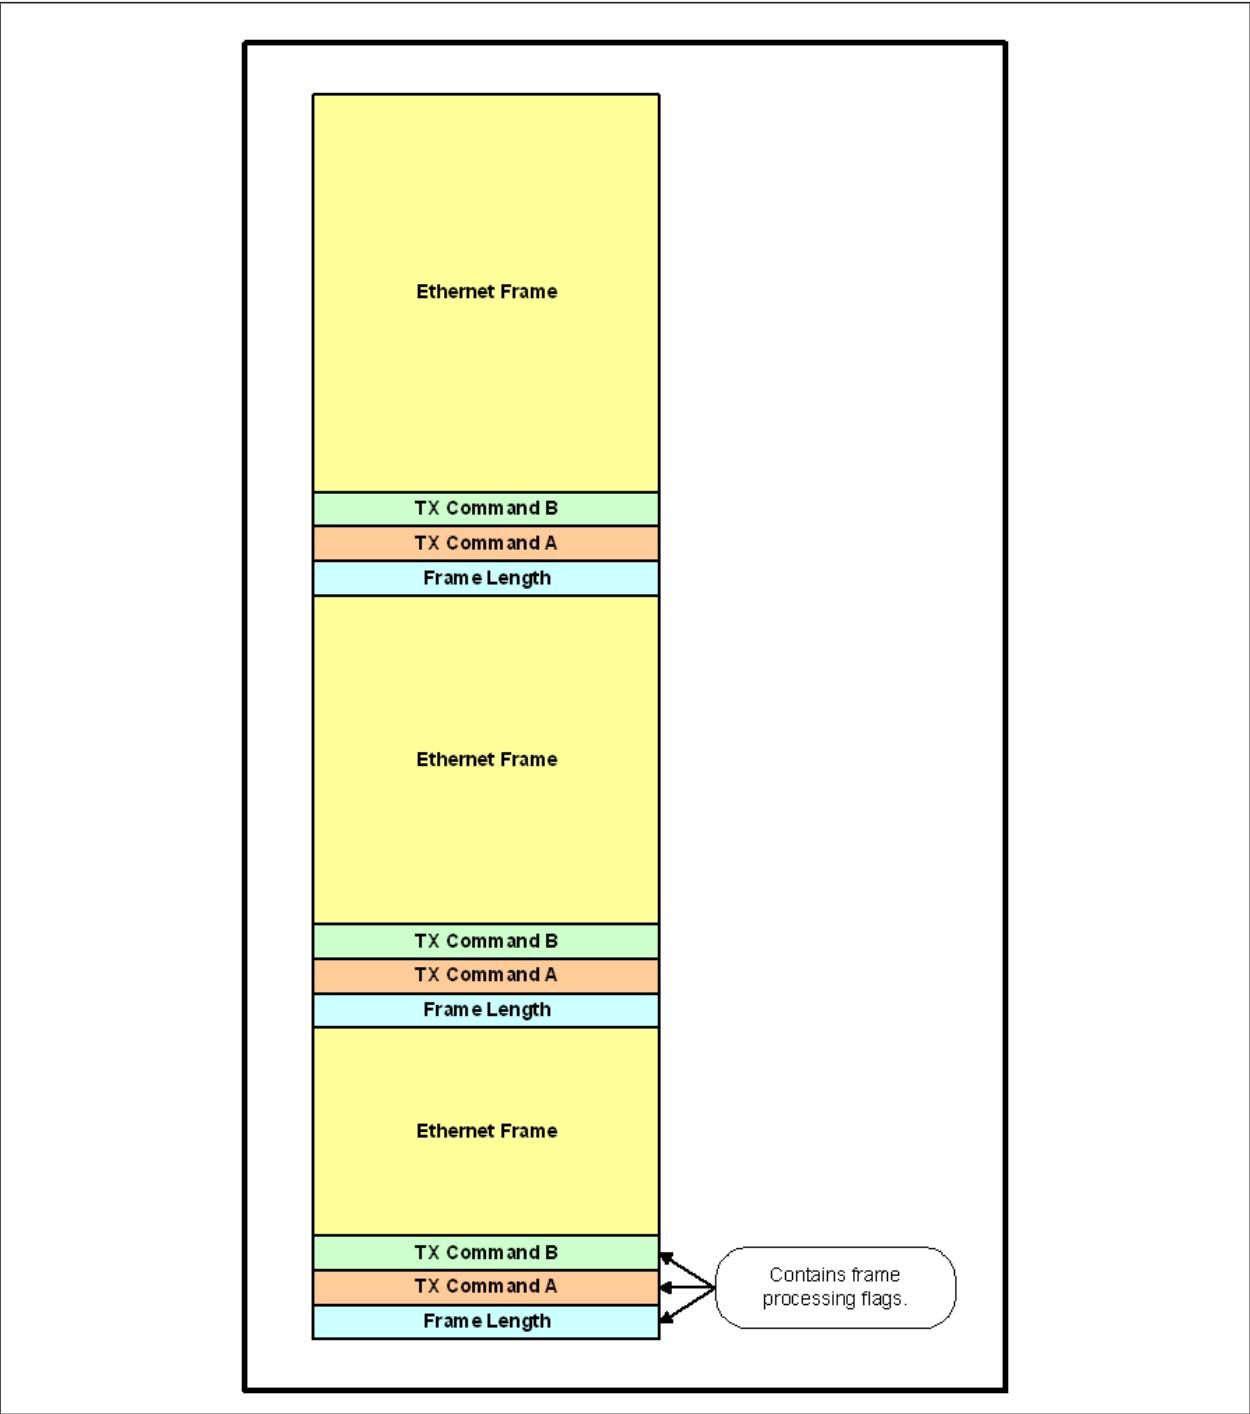 Ethernet Frame
TX Command B
TX Command A
Frame Length
Ethernet Frame
TX Command B
TX Command A
Frame Length
Ethernet Frame
TX Command B
TX Command A
Frame Length
Contains frame
processing flags.